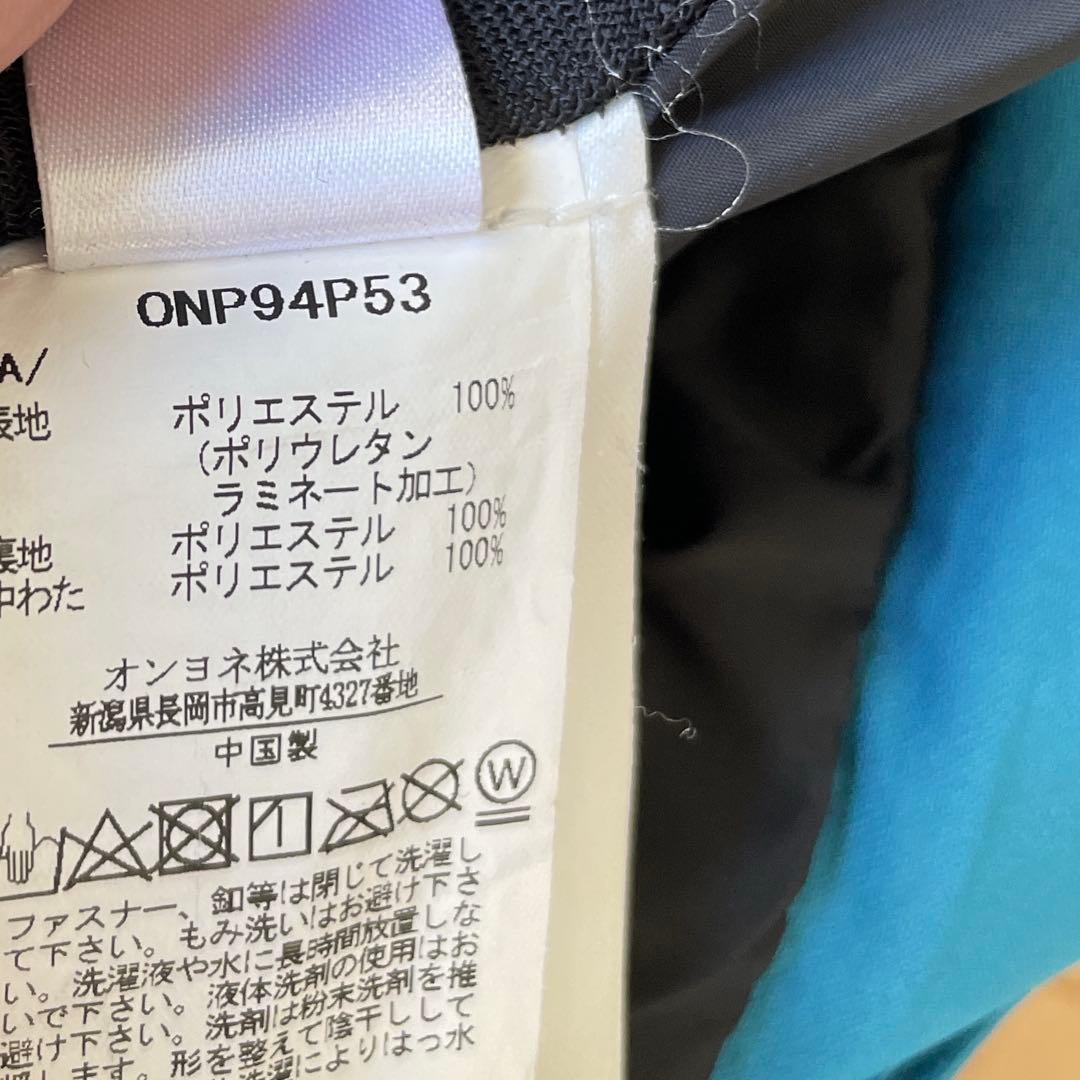 ONP94P53
A/
表地 ポリエステル 100%
(ポリウレタン
ラミネート加工)
裏地 ポリエステル 100%
中わた ポリエステル 100%
オンヨネ株式会社
新潟県長岡市高見町4327番地
中国製
W
ファスナー、釦等は閉じて洗濯し
て下さい。もみ洗いはお避け下さ
い。洗濯液や水に長時間放置しな
いで下さい。液体洗剤の使用はお
避け下さい。洗剤は粉末洗剤を推
します。形を整えて陰干しして
洗濯によりはっ水